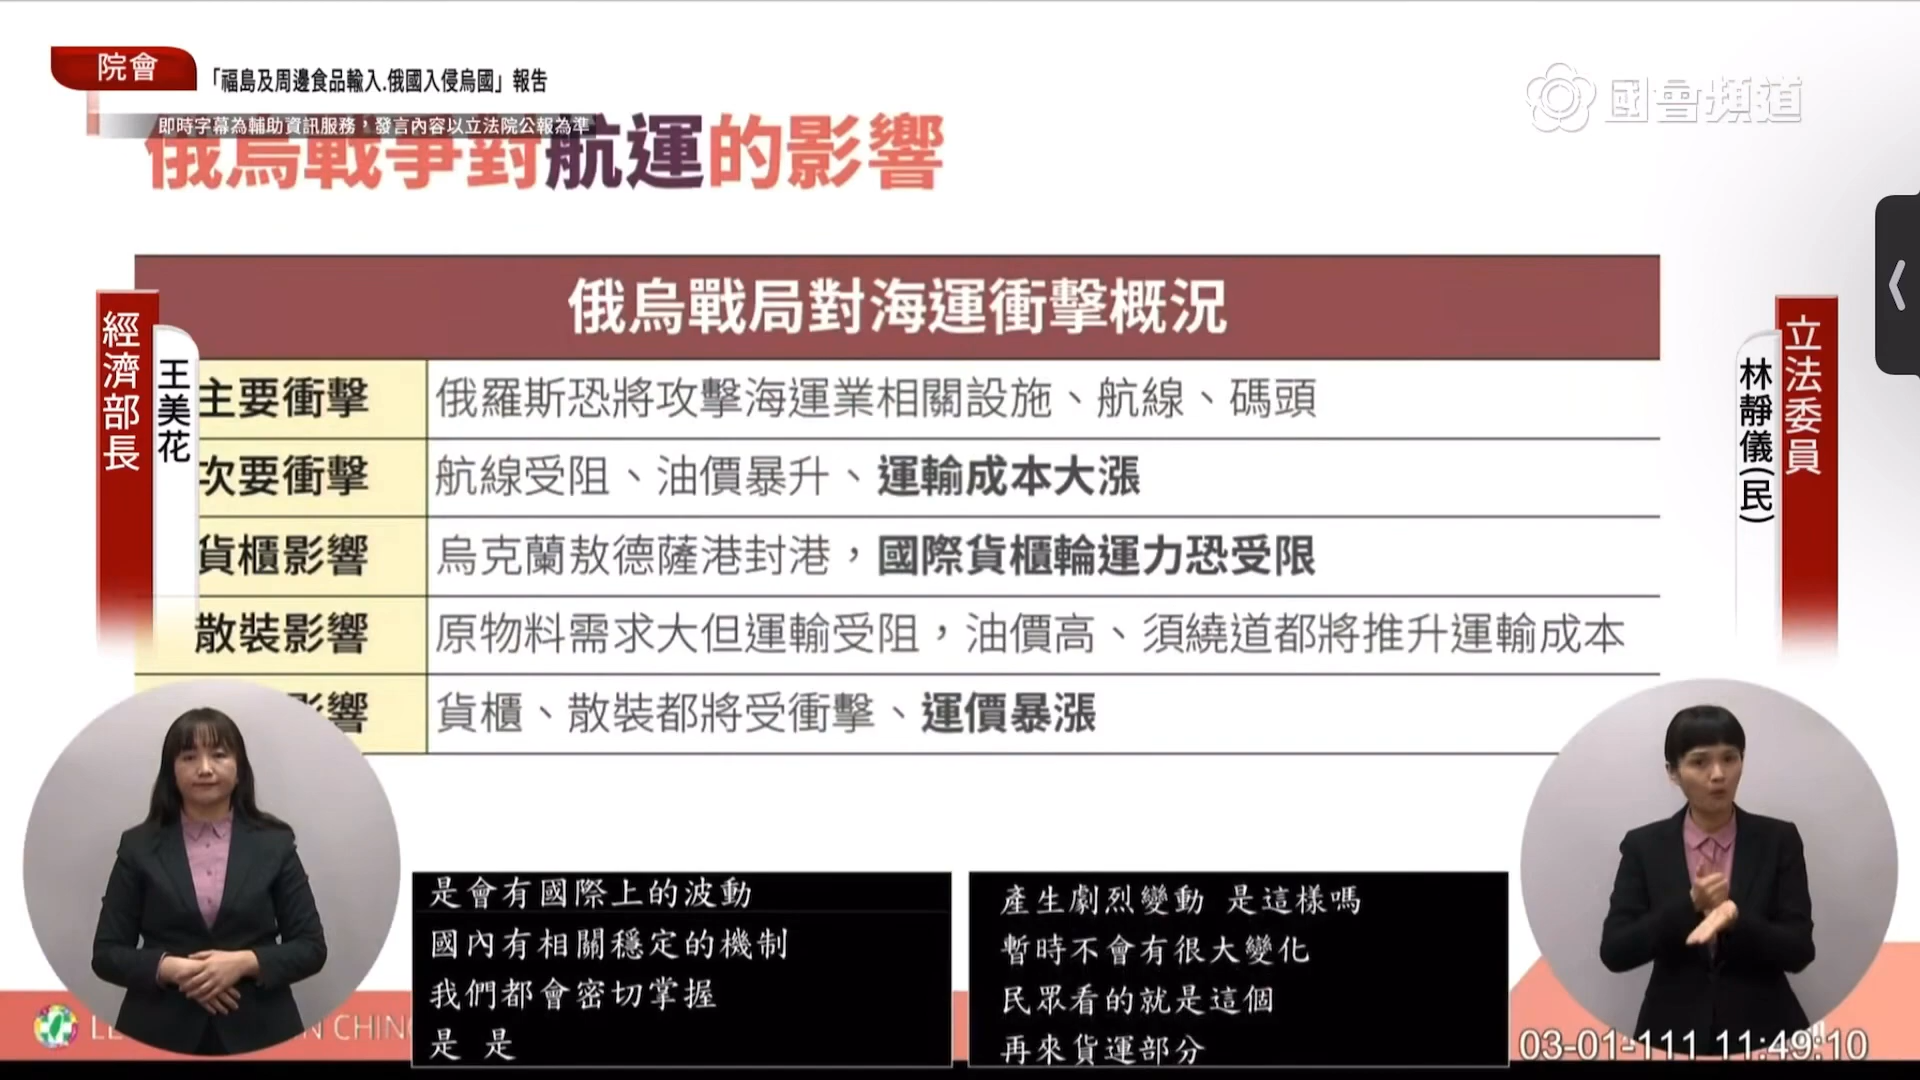 院會
「福島及周邊食品輸入.俄國入侵烏國」報告
國會頻道
即時字幕為輔助資訊服務，發言內容以立法院公報為準
俄烏戰爭對航運的影響
俄烏戰局對海運衝擊概況
經濟部長
王美花
立法委員
林靜儀(民)
主要衝擊
俄羅斯恐將攻擊海運業相關設施、航線、碼頭
次要衝擊
航線受阻、油價暴升、運輸成本大漲
貨櫃影響
烏克蘭敖德薩港封港，國際貨櫃輪運力恐受限
散裝影響
原物料需求大但運輸受阻，油價高、須繞道都將推升運輸成本
影響
貨櫃、散裝都將受衝擊、運價暴漲
是會有國際上的波動
國內有相關穩定的機制
我們都會密切掌握
是 是
產生劇烈變動 是這樣嗎
暫時不會有很大變化
民眾看的就是這個
再來貨運部分
03-01-111 11:49:10